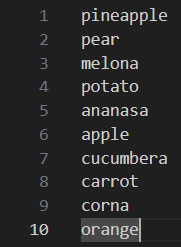 1 pineapple
2 pear
3 melona
4 potato
5 ananasa
6 apple
7 cucumbera
8 carrot
9 corna
10 orange